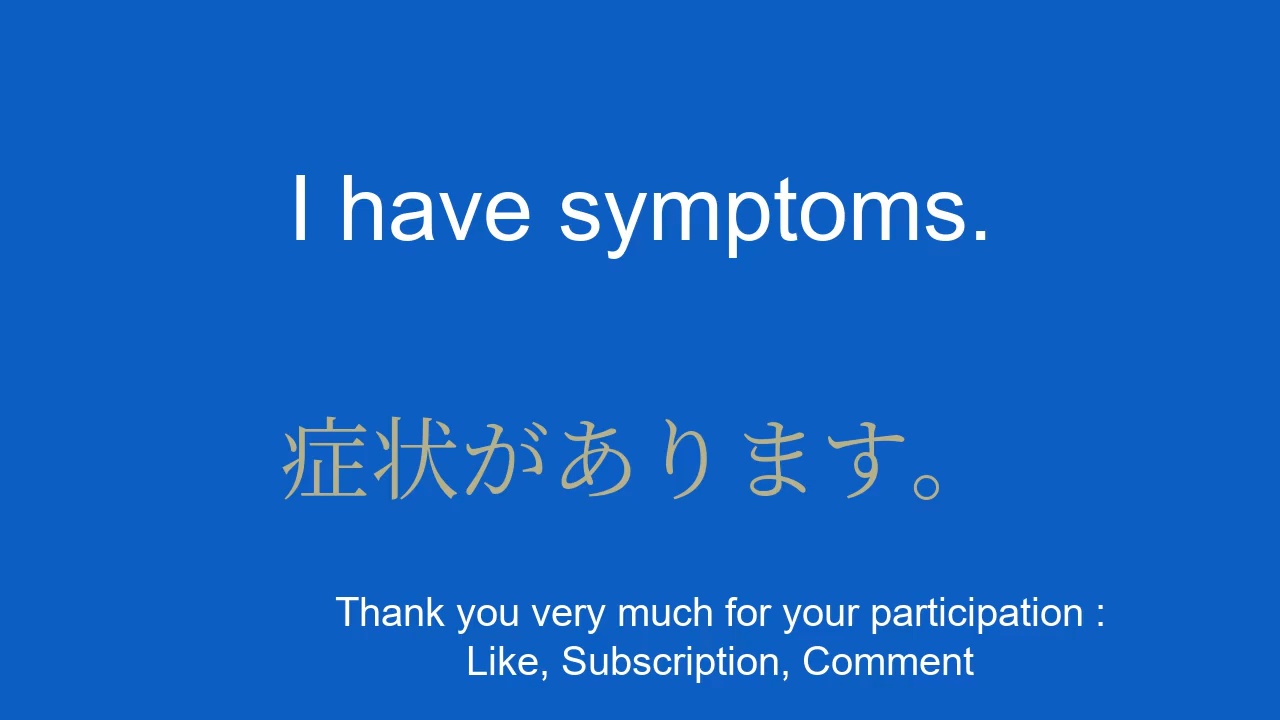 I have symptoms.
症状があります。
Thank you very much for your participation :
Like, Subscription, Comment